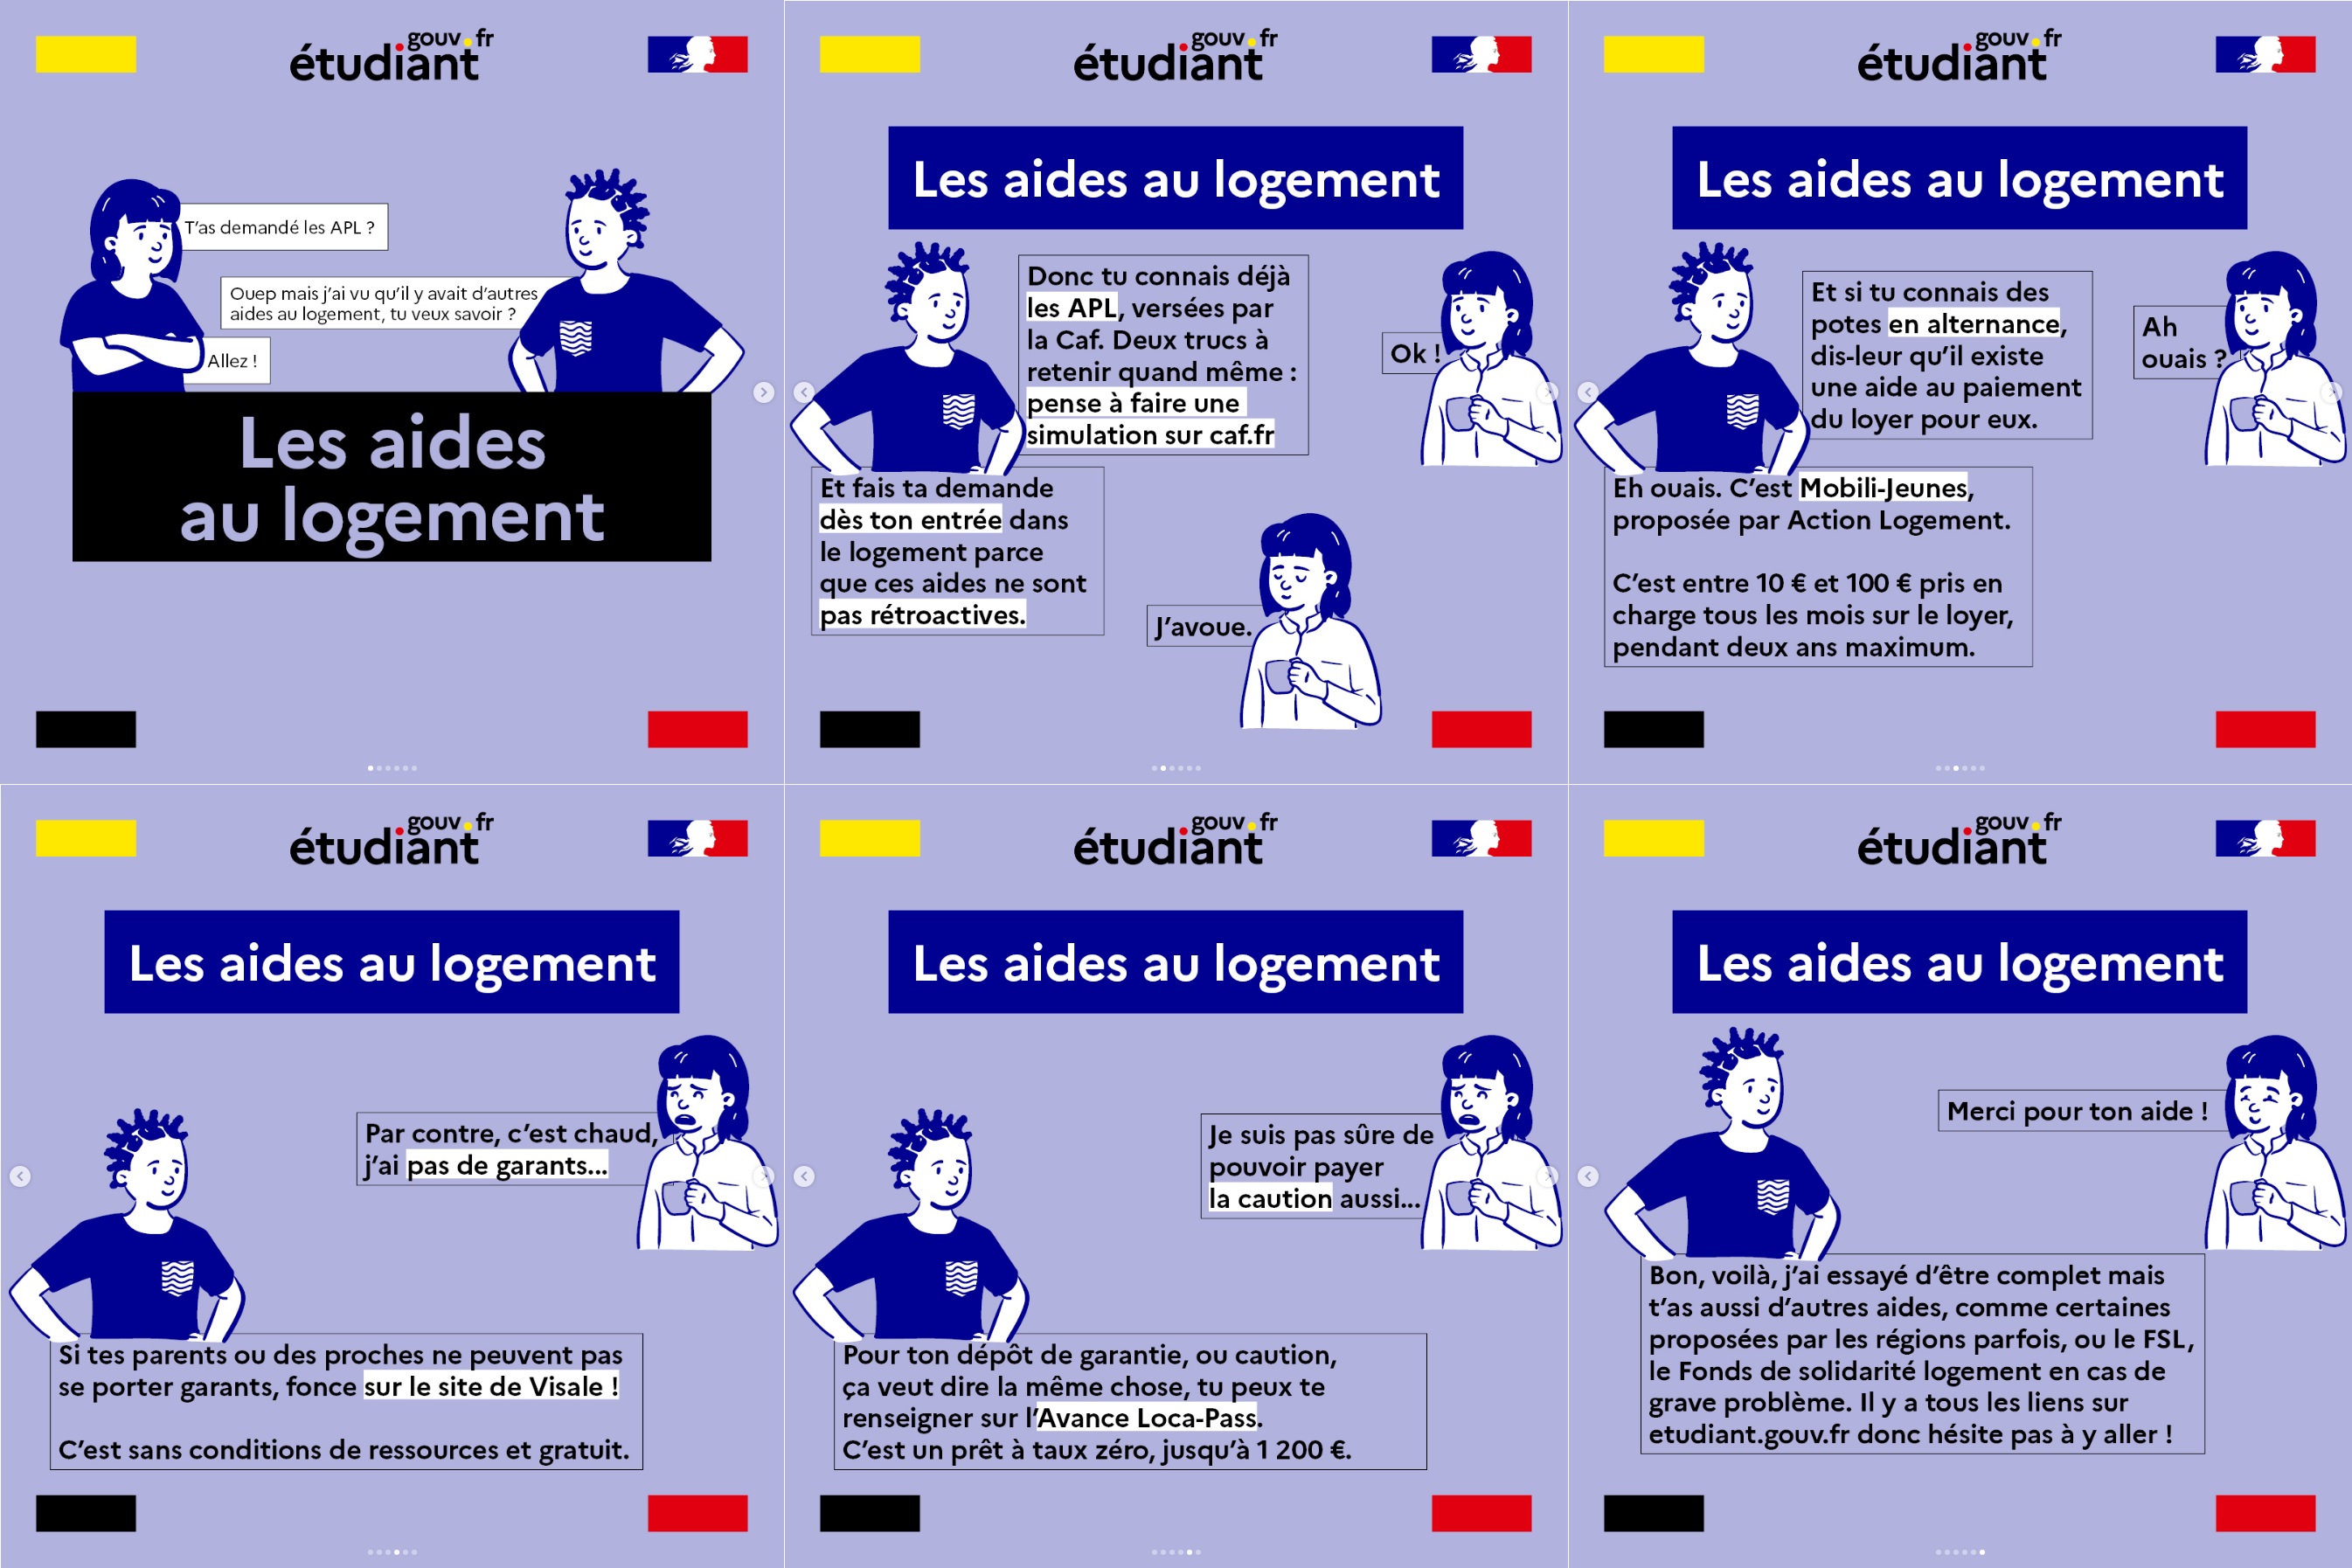 étudiant.gouv.fr
T'as demandé les APL ?
Ouep mais j'ai vu qu'il y avait d'autres
aides au logement, tu veux savoir ?
Allez !
Les aides
au logement
étudiant.gouv.fr
Les aides au logement
Donc tu connais déjà
les APL, versées par
la Caf. Deux trucs à
retenir quand même :
pense à faire une
simulation sur caf.fr
Ok !
Et fais ta demande
dès ton entrée dans
le logement parce
que ces aides ne sont
pas rétroactives.
J'avoue.
étudiant.gouv.fr
Les aides au logement
Et si tu connais des
potes en alternance,
dis-leur qu'il existe
une aide au paiement
du loyer pour eux.
Ah
ouais ?
Eh ouais. C'est Mobili-Jeunes,
proposée par Action Logement.
C'est entre 10 € et 100 € pris en
charge tous les mois sur le loyer,
pendant deux ans maximum.
étudiant.gouv.fr
Les aides au logement
Par contre, c'est chaud,
j'ai pas de garants...
Si tes parents ou des proches ne peuvent pas
se porter garants, fonce sur le site de Visale !
C'est sans conditions de ressources et gratuit.
étudiant.gouv.fr
Les aides au logement
Je suis pas sûre de
pouvoir payer
la caution aussi...
Pour ton dépôt de garantie, ou caution,
ça veut dire la même chose, tu peux te
renseigner sur l'Avance Loca-Pass.
C'est un prêt à taux zéro, jusqu'à 1 200 €.
étudiant.gouv.fr
Les aides au logement
Merci pour ton aide !
Bon, voilà, j'ai essayé d'être complet mais
t'as aussi d'autres aides, comme certaines
proposées par les régions parfois, ou le FSL,
le Fonds de solidarité logement en cas de
grave problème. Il y a tous les liens sur
etudiant.gouv.fr donc hésite pas à y aller !